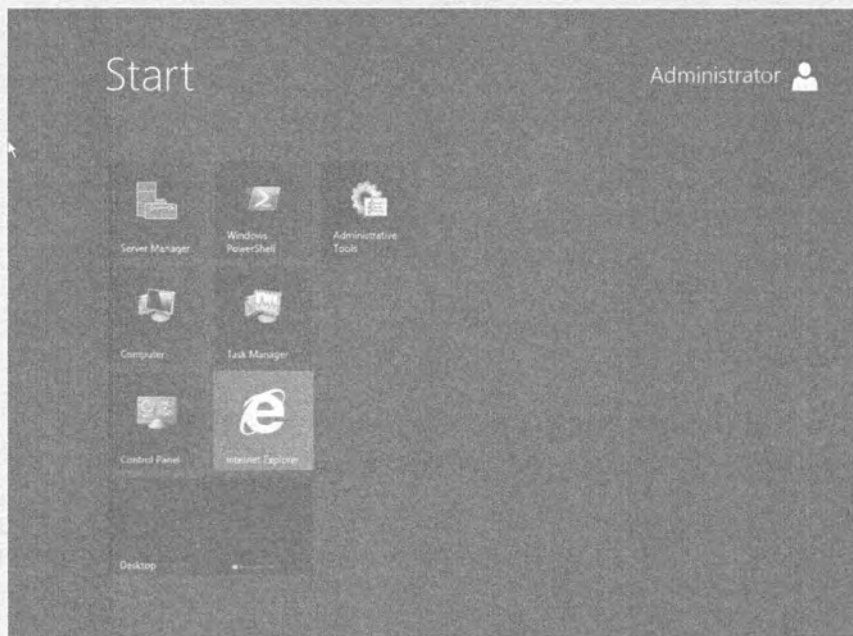 Start
Administrator
Server Manager
Windows
PowerShell
Administrative
Tools
Computer
Task Manager
Control Panel
Internet Explorer
Desktop